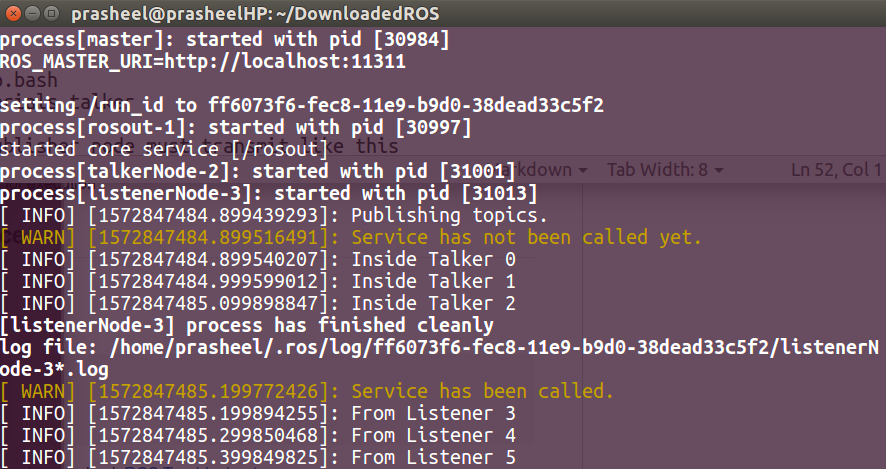 prasheel@prasheelHP: ~/DownloadedROS
process[master]: started with pid [30984]
ROS_MASTER_URI=http://localhost:11311
o.bash
setting /run_id to ff6073f6-fec8-11e9-b9d0-38dead33c5f2
process[rosout-1]: started with pid [30997]
started core service [/rosout]
process[talkerNode-2]: started with pid [31001]
arkdown Tab Width: 8 Ln 52, Col 1
process[listenerNode-3]: started with pid [31013]
[ INFO] [1572847484.899439293]: Publishing topics.
[ WARN] [1572847484.899516491]: Service has not been called yet.
[ INFO] [1572847484.899540207]: Inside Talker 0
[ INFO] [1572847484.999599012]: Inside Talker 1
[ INFO] [1572847485.099898847]: Inside Talker 2
[listenerNode-3] process has finished cleanly
log file: /home/prasheel/.ros/log/ff6073f6-fec8-11e9-b9d0-38dead33c5f2/listenerN
ode-3*.log
[ WARN] [1572847485.199772426]: Service has been called.
[ INFO] [1572847485.199894255]: From Listener 3
[ INFO] [1572847485.299850468]: From Listener 4
[ INFO] [1572847485.399849825]: From Listener 5